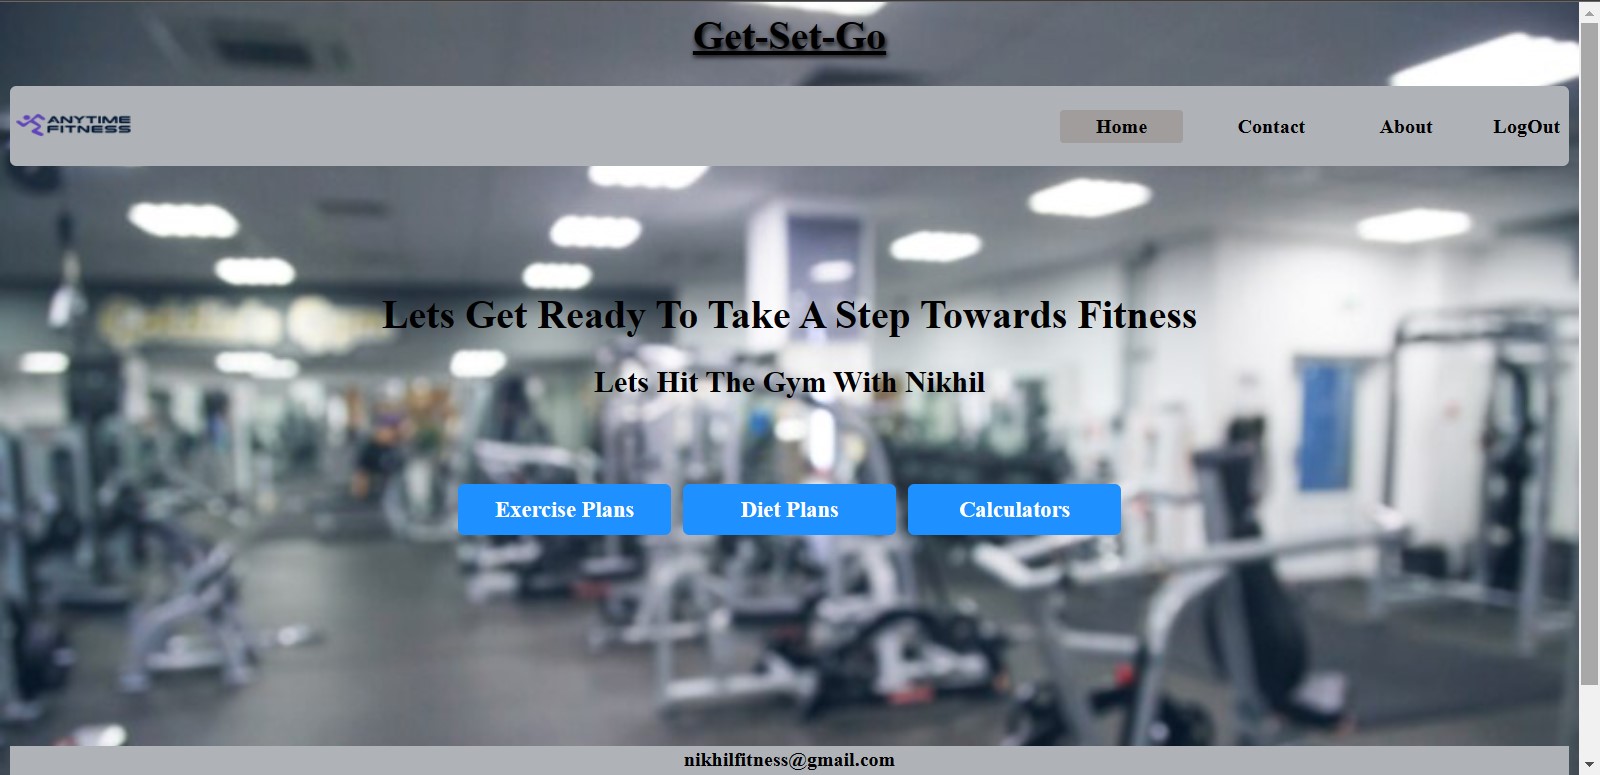 Get-Set-Go
ANYTIME
FITNESS
Home Contact About LogOut
Lets Get Ready To Take A Step Towards Fitness
Lets Hit The Gym With Nikhil
Exercise Plans Diet Plans Calculators
nikhilfitness@gmail.com